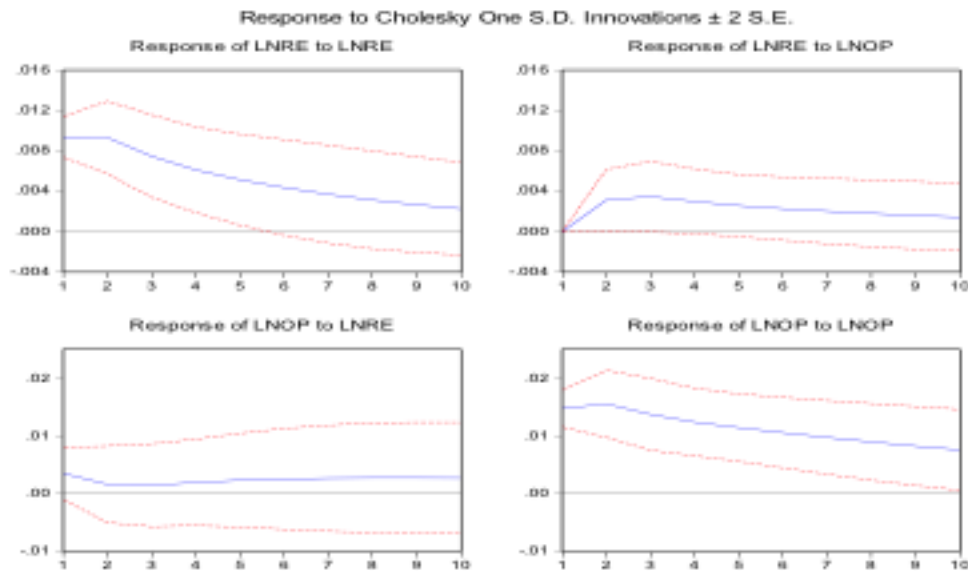 Response to Cholesky One S.D. Innovations ± 2 S.E.
Response of LNRE to LNRE
Response of LNRE to LNOP
.016
.012
.008
.004
.000
-.004
1 2 3 4 5 6 7 8 9 10
.016
.012
.008
.004
.000
-.004
1 2 3 4 5 6 7 8 9 10
Response of LNOP to LNRE
Response of LNOP to LNOP
.02
.01
.00
-.01
1 2 3 4 5 6 7 8 9 10
.02
.01
.00
-.01
1 2 3 4 5 6 7 8 9 10